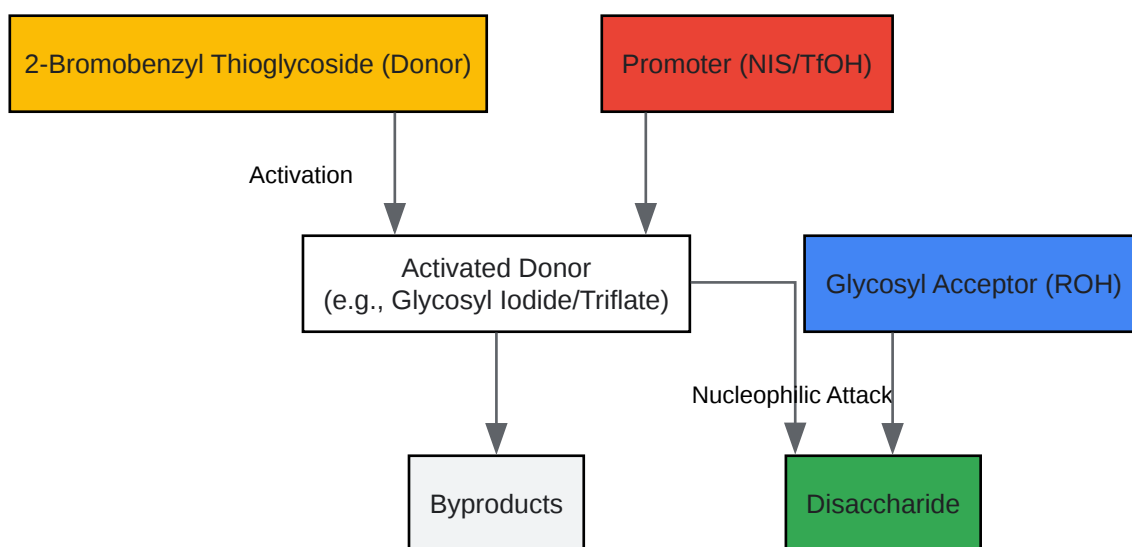 2-Bromobenzyl Thioglycoside (Donor)
Promoter (NIS/TfOH)
Activation
Activated Donor
(e.g., Glycosyl Iodide/Triflate)
Glycosyl Acceptor (ROH)
Nucleophilic Attack
Byproducts
Disaccharide